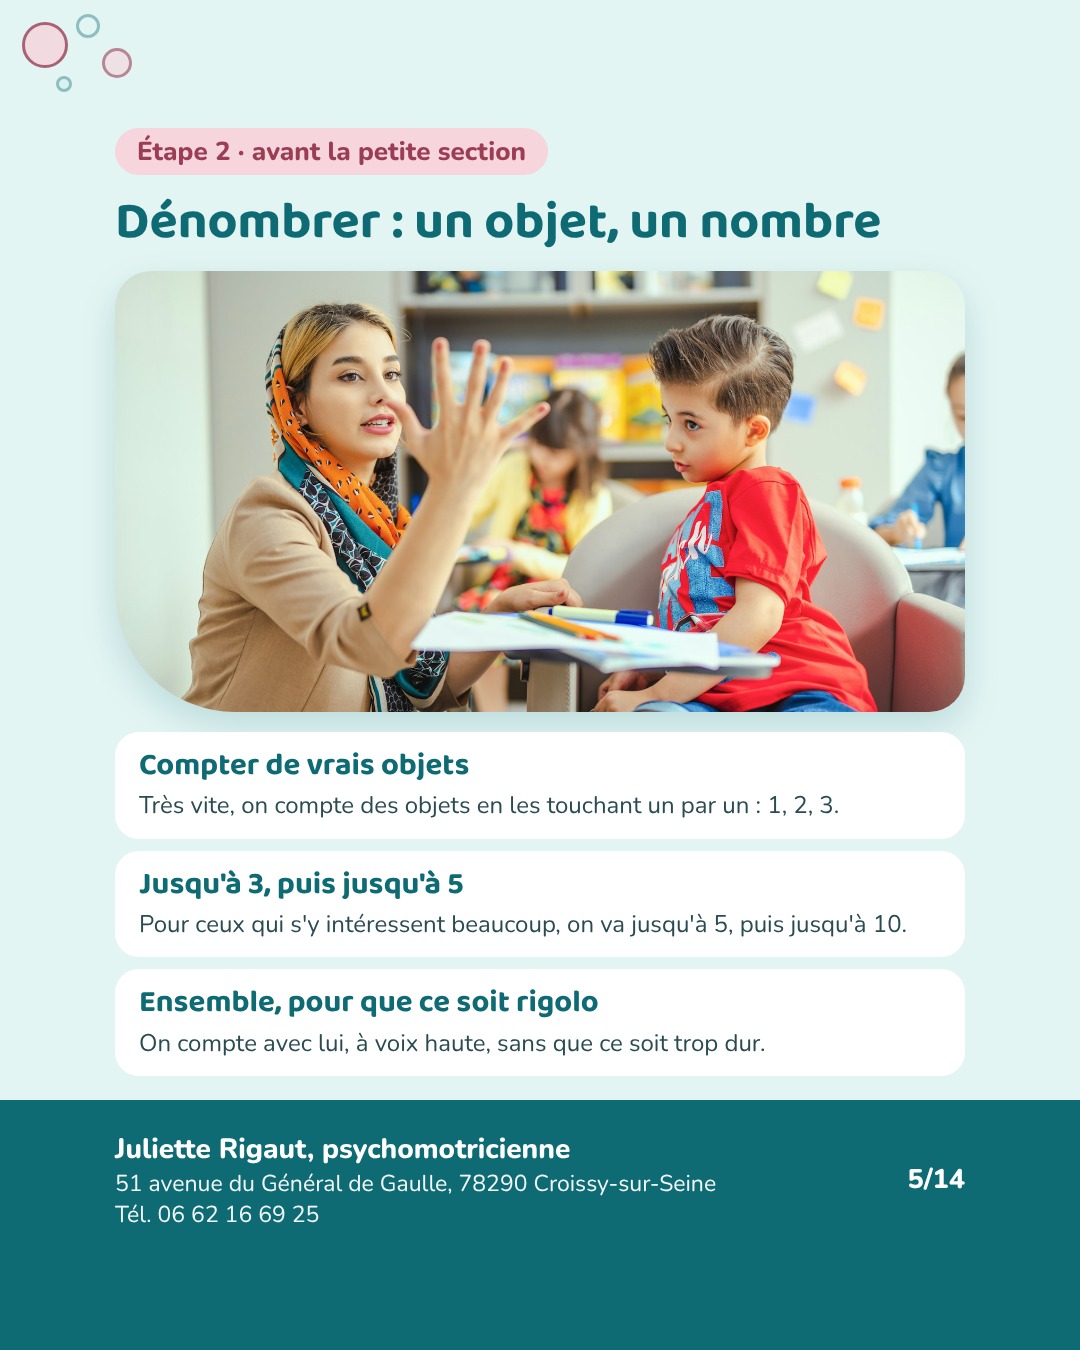 Étape 2 · avant la petite section
Dénombrer : un objet, un nombre
Compter de vrais objets
Très vite, on compte des objets en les touchant un par un : 1, 2, 3.
Jusqu'à 3, puis jusqu'à 5
Pour ceux qui s'y intéressent beaucoup, on va jusqu'à 5, puis jusqu'à 10.
Ensemble, pour que ce soit rigolo
On compte avec lui, à voix haute, sans que ce soit trop dur.
Juliette Rigaut, psychomotricienne
51 avenue du Général de Gaulle, 78290 Croissy-sur-Seine
Tél. 06 62 16 69 25
5/14